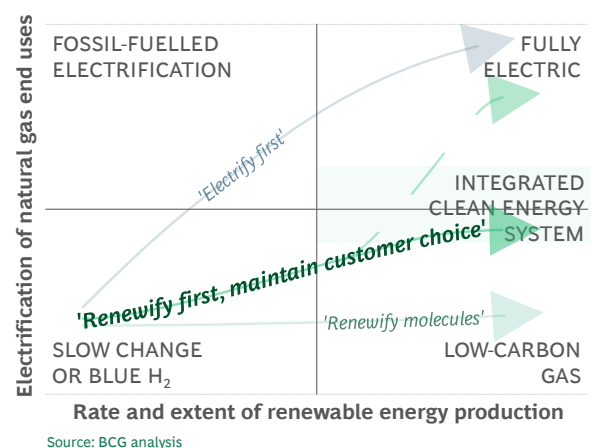 Electrification of natural gas end uses
FOSSIL-FUELLED
ELECTRIFICATION
FULLY
ELECTRIC
'Electrify first'
INTEGRATED
CLEAN ENERGY
SYSTEM
'Renewify first, maintain customer choice'
'Renewify molecules'
SLOW CHANGE
OR BLUE H₂
LOW-CARBON
GAS
Rate and extent of renewable energy production
Source: BCG analysis